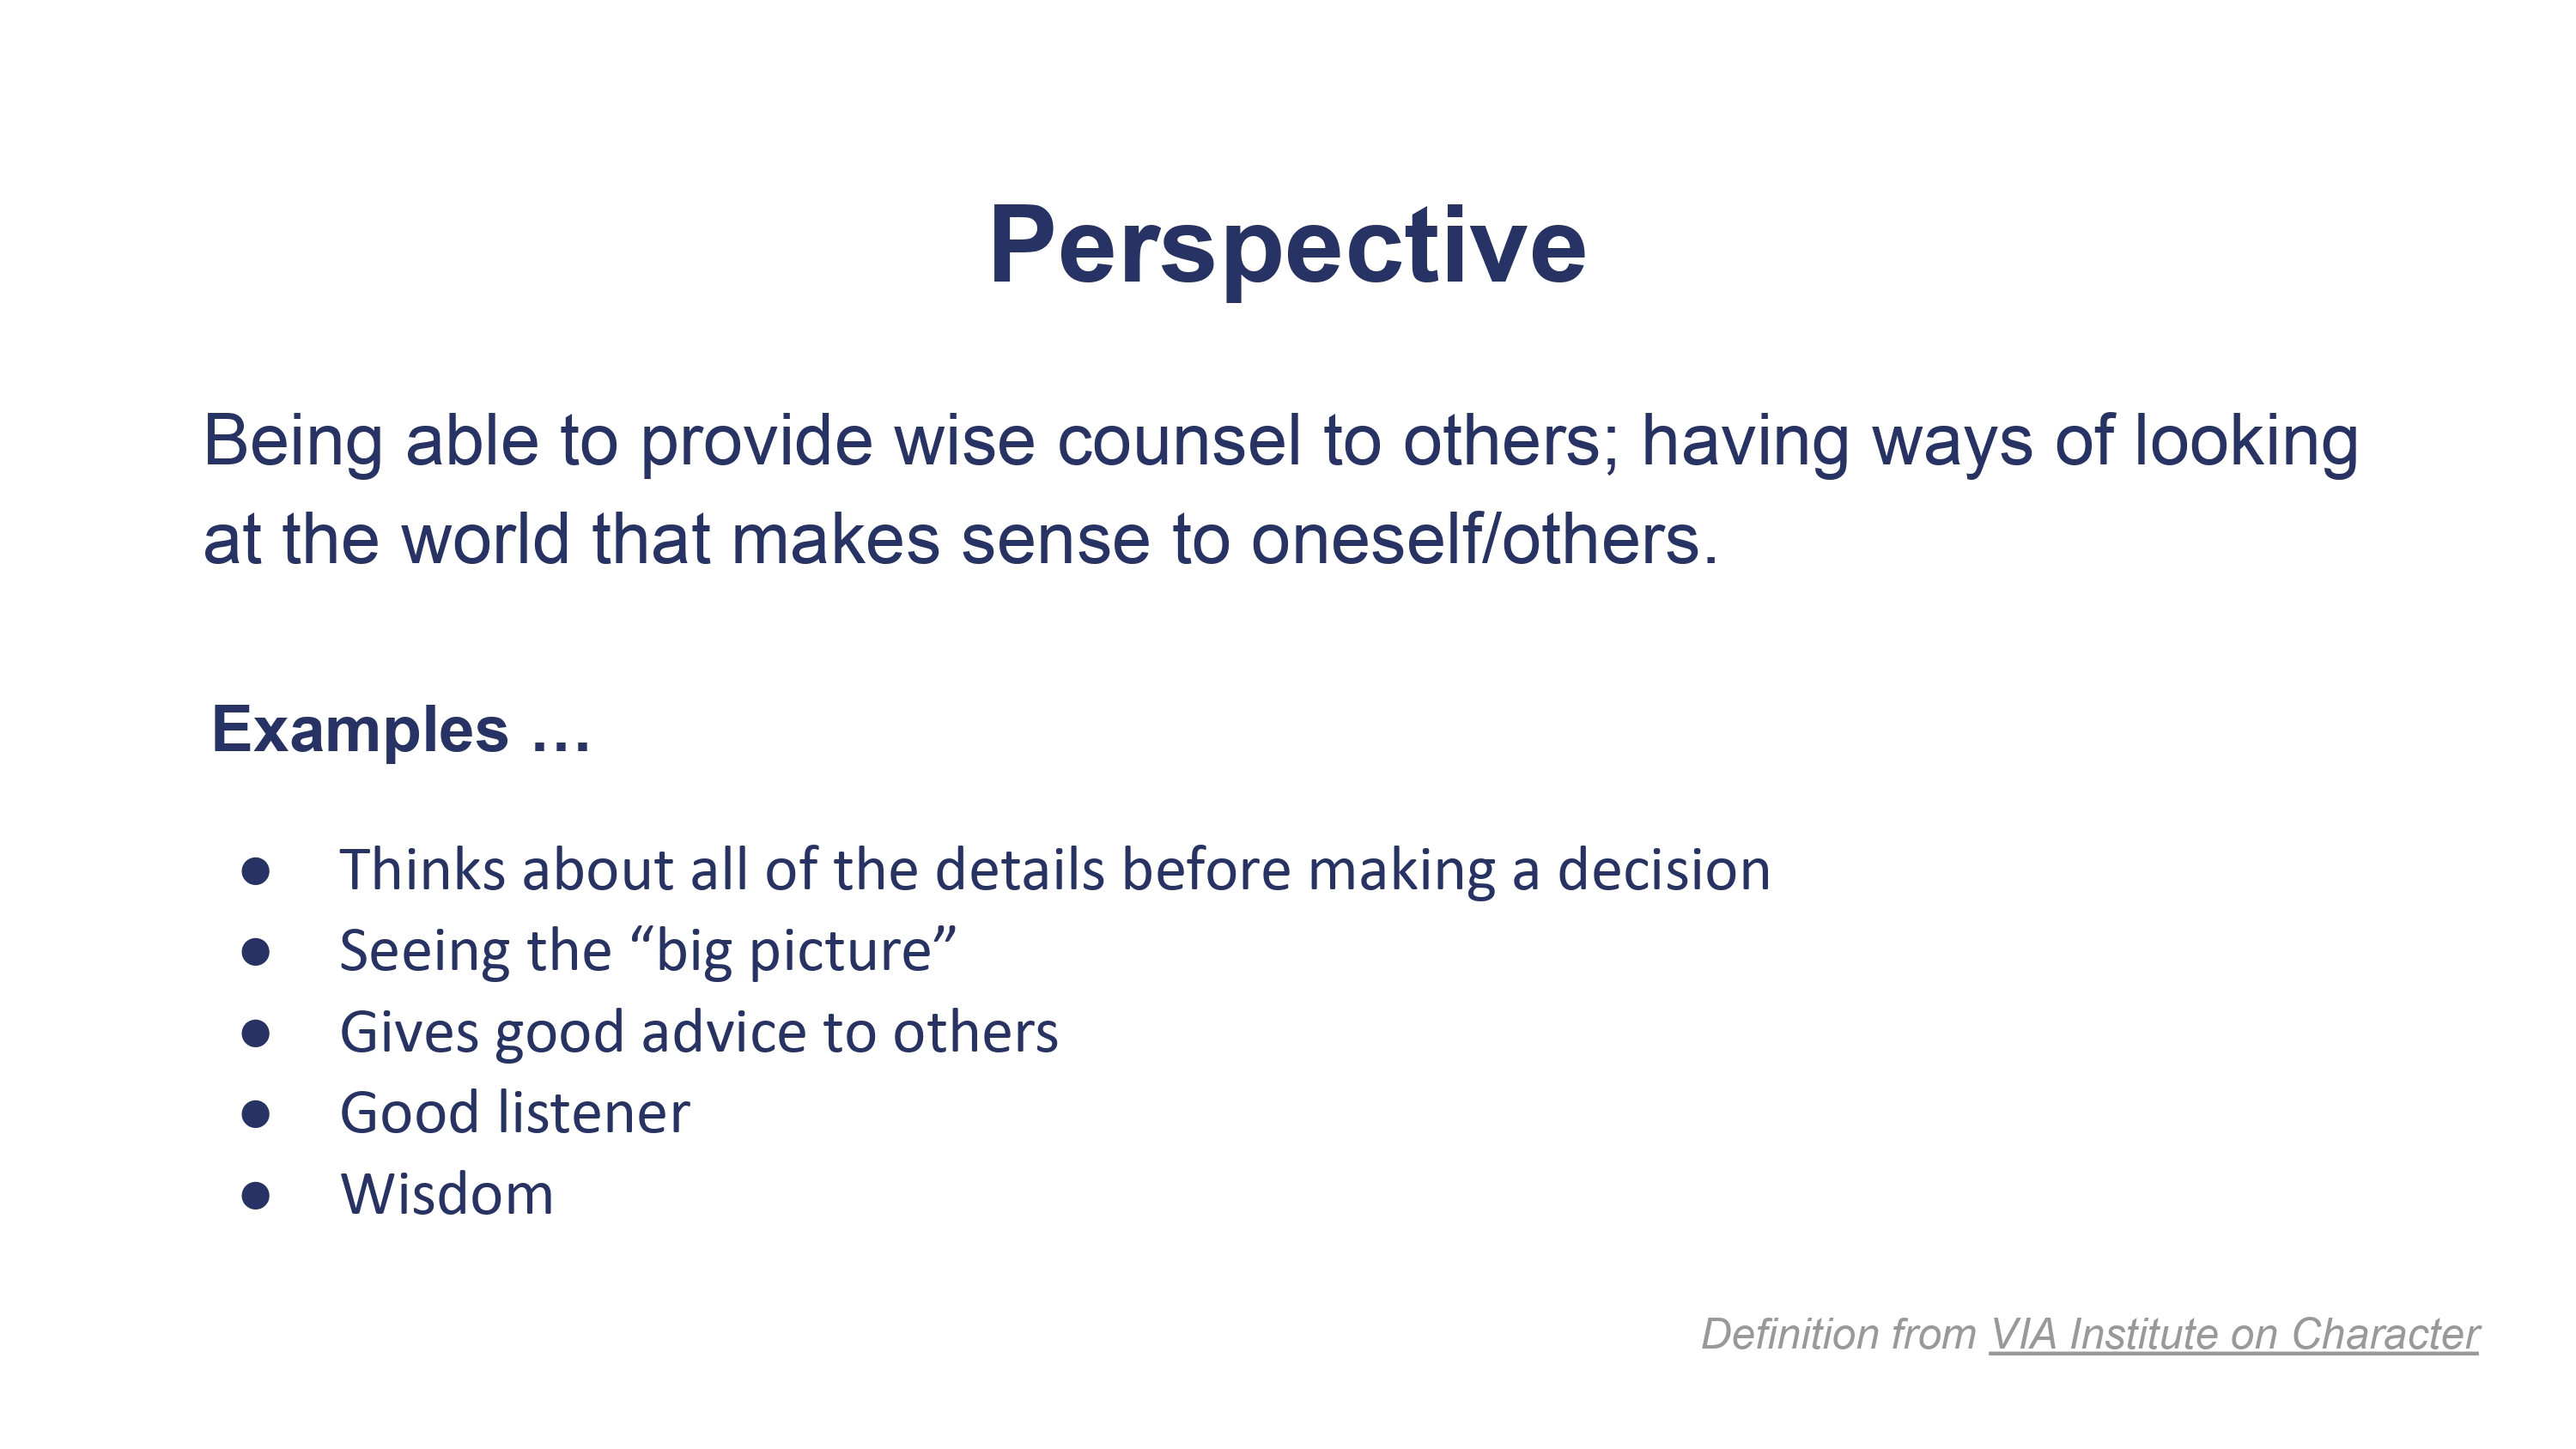 Perspective
Being able to provide wise counsel to others; having ways of looking
at the world that makes sense to oneself/others.
Examples …
● Thinks about all of the details before making a decision
● Seeing the “big picture”
● Gives good advice to others
● Good listener
● Wisdom
Definition from VIA Institute on Character